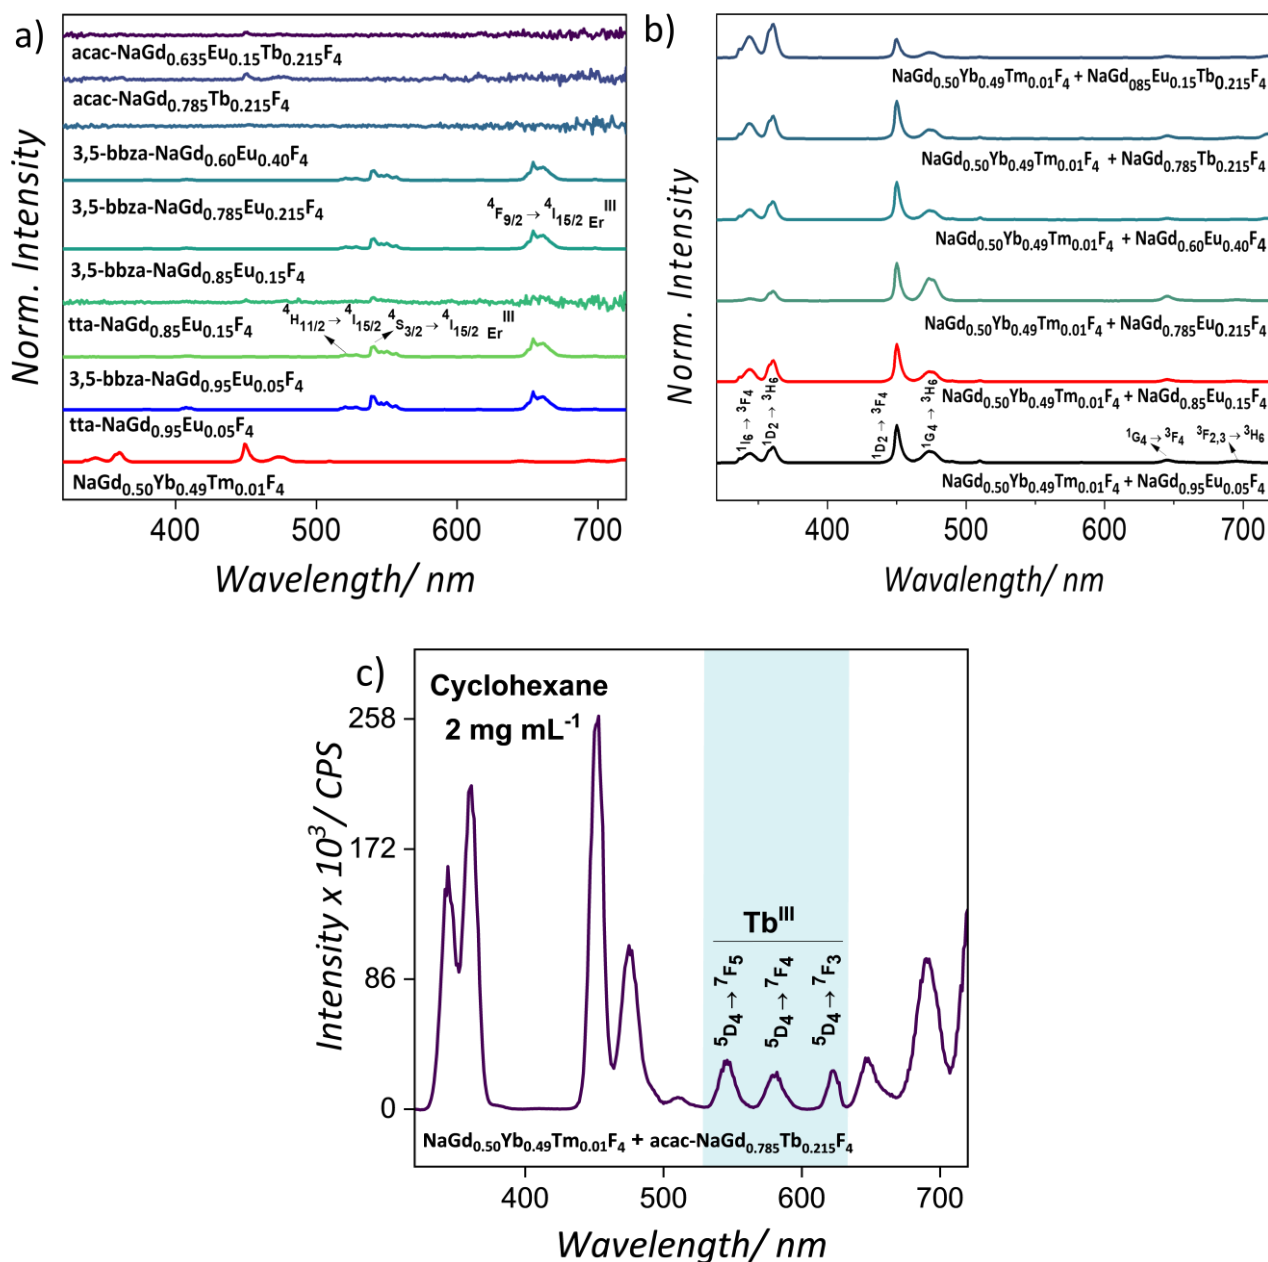 a)
Norm. Intensity
acac-NaGd0.635Eu0.15Tb0.215F4
acac-NaGd0.785Tb0.215F4
3,5-bbza-NaGd0.60Eu0.40F4
3,5-bbza-NaGd0.785Eu0.215F4
4F9/2 → 4I15/2 ErIII
3,5-bbza-NaGd0.85Eu0.15F4
tta-NaGd0.85Eu0.15F4
4H11/2 → 4I15/2
4S3/2 → 4I15/2 ErIII
3,5-bbza-NaGd0.95Eu0.05F4
tta-NaGd0.95Eu0.05F4
NaGd0.50Yb0.49Tm0.01F4
400 500 600 700
Wavelength/ nm
b)
Norm. Intensity
NaGd0.50Yb0.49Tm0.01F4 + NaGd085Eu0.15Tb0.215F4
NaGd0.50Yb0.49Tm0.01F4 + NaGd0.785Tb0.215F4
NaGd0.50Yb0.49Tm0.01F4 + NaGd0.60Eu0.40F4
NaGd0.50Yb0.49Tm0.01F4 + NaGd0.785Eu0.215F4
NaGd0.50Yb0.49Tm0.01F4 + NaGd0.85Eu0.15F4
1I6 → 3F4
1D2 → 3H6
1D2 → 3F4
1G4 → 3H6
1G4 → 3F4
3F2,3 → 3H6
NaGd0.50Yb0.49Tm0.01F4 + NaGd0.95Eu0.05F4
400 500 600 700
Wavalength/ nm
c)
Cyclohexane
2 mg mL-1
Intensity x 103 / CPS
258
172
86
0
TbIII
5D4 → 7F5
5D4 → 7F4
5D4 → 7F3
NaGd0.50Yb0.49Tm0.01F4 + acac-NaGd0.785Tb0.215F4
400 500 600 700
Wavelength/ nm